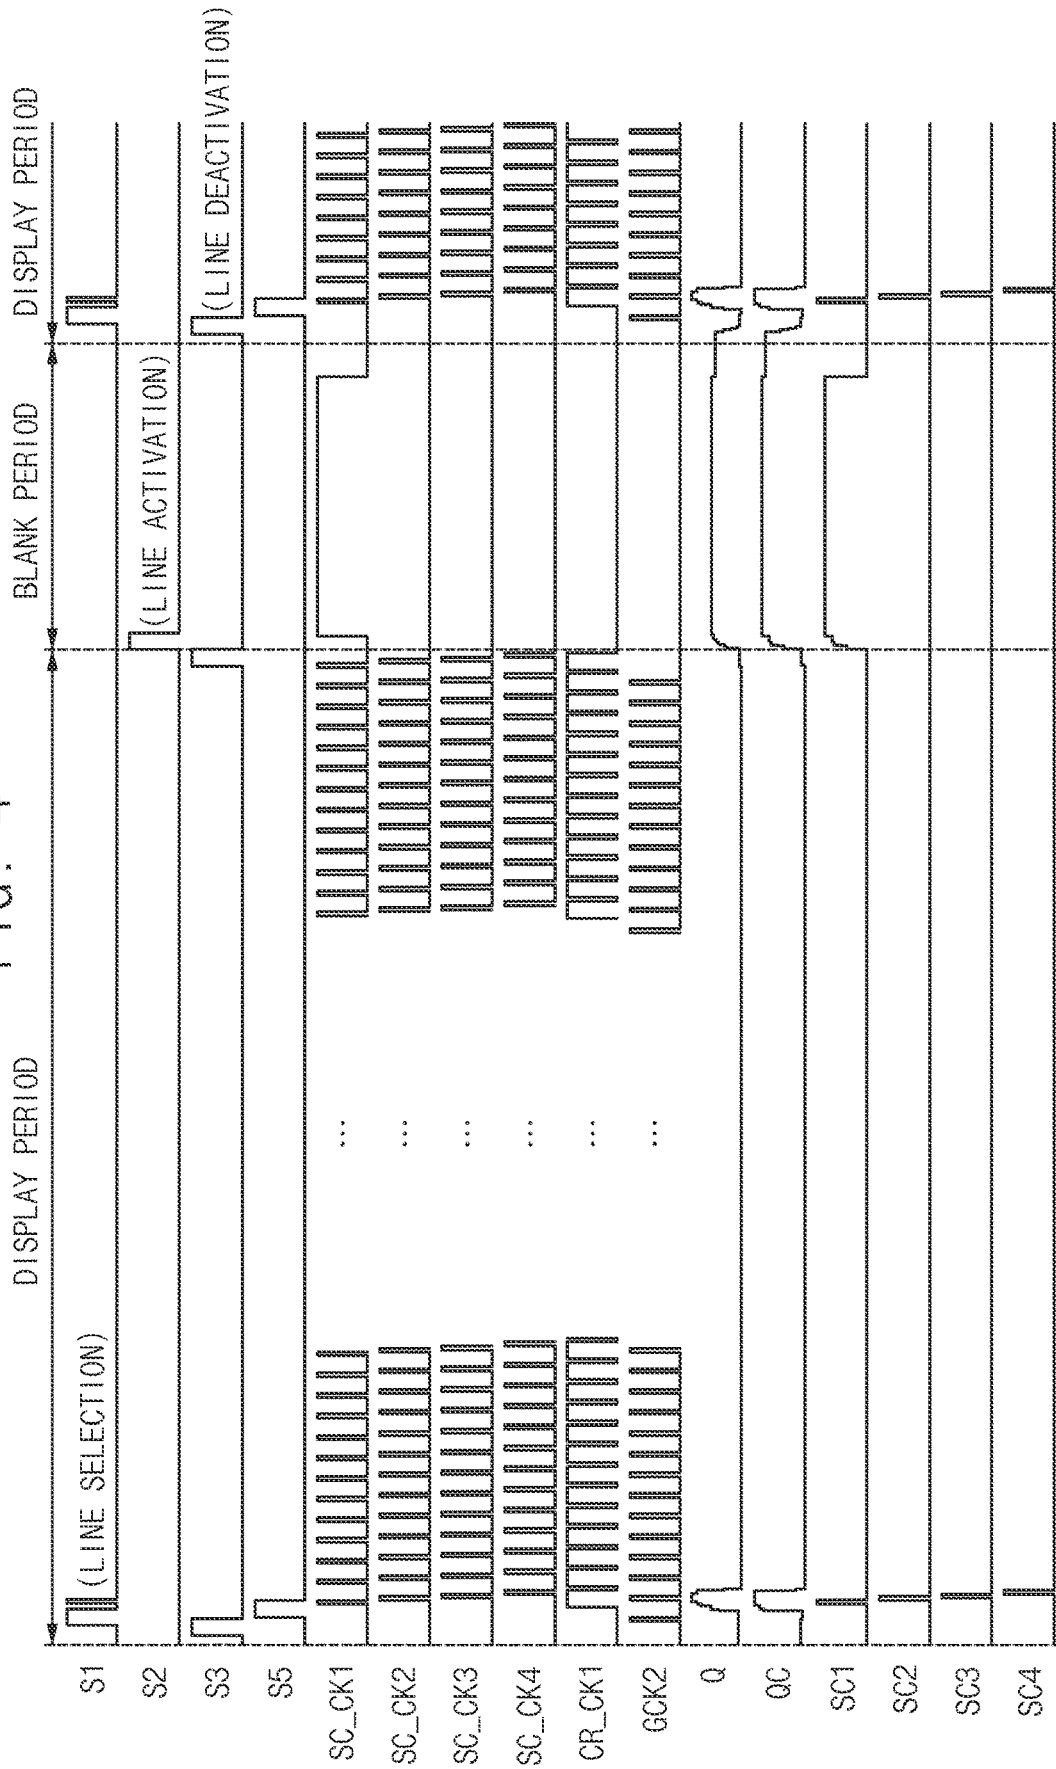 DISPLAY PERIOD
BLANK PERIOD
DISPLAY PERIOD
S1
(LINE SELECTION)
S2
(LINE ACTIVATION)
S3
(LINE DEACTIVATION)
S5
SC_CK1
...
SC_CK2
...
SC_CK3
...
SC_CK4
...
CR_CK1
...
GCK2
...
Q
QC
SC1
SC2
SC3
SC4